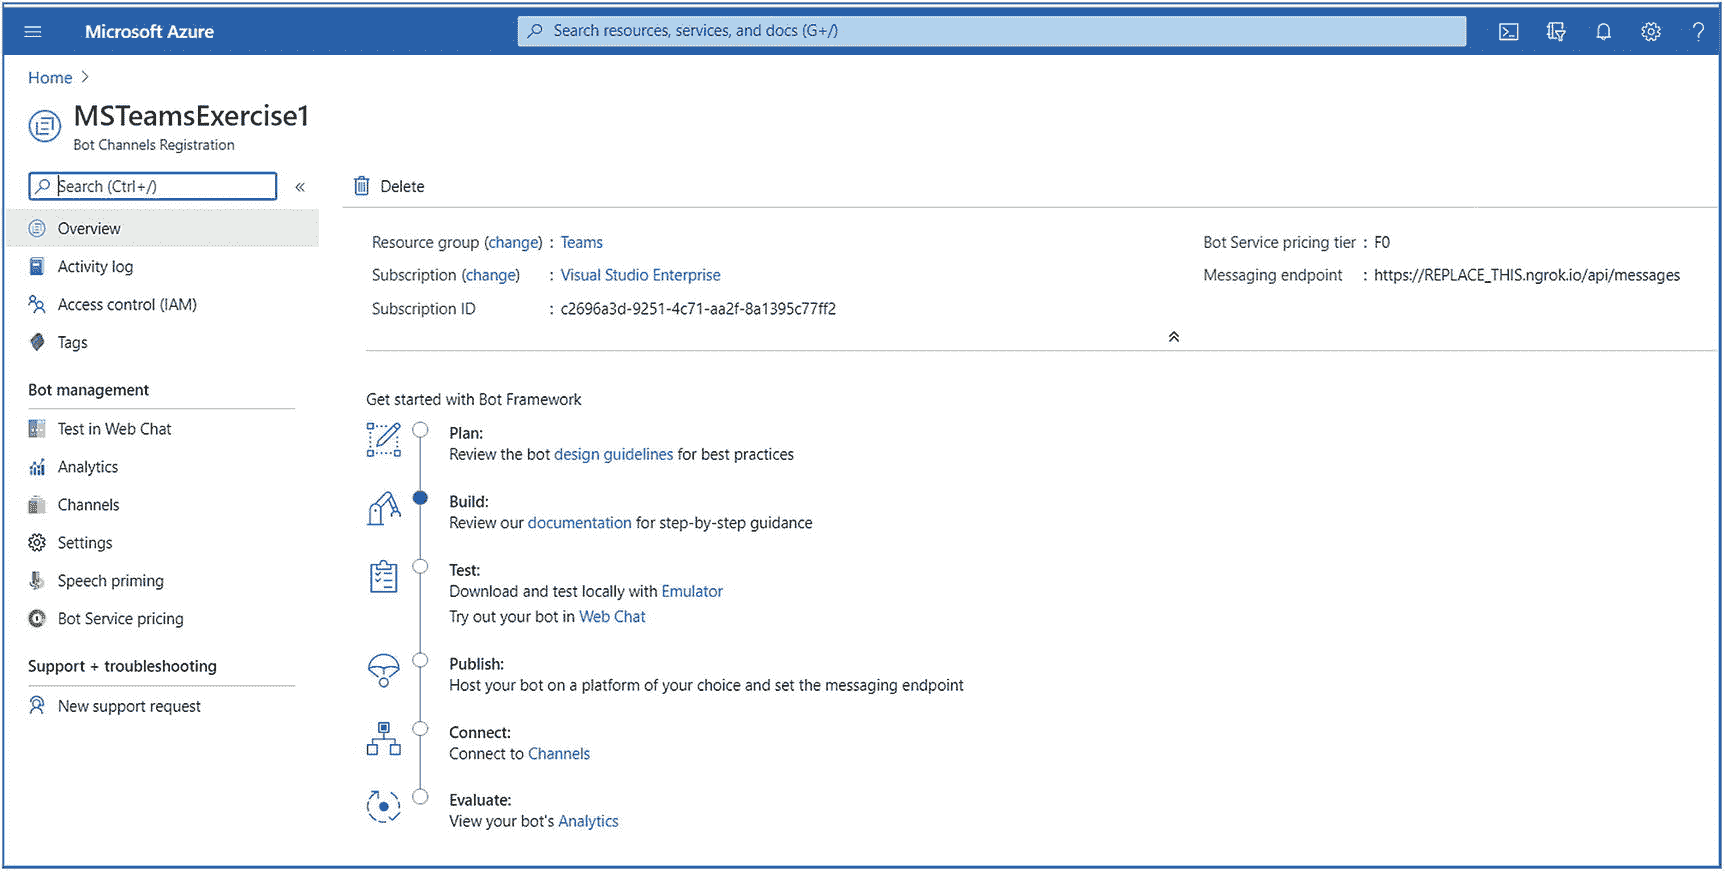 Microsoft Azure
Search resources, services, and docs (G+/)
Home >
MSTeamsExercise1
Bot Channels Registration
Search (Ctrl+/)
«
Delete
Overview
Activity log
Access control (IAM)
Tags
Bot management
Test in Web Chat
Analytics
Channels
Settings
Speech priming
Bot Service pricing
Support + troubleshooting
New support request
Resource group (change) : Teams
Subscription (change) : Visual Studio Enterprise
Subscription ID : c2696a3d-9251-4c71-aa2f-8a1395c77ff2
Bot Service pricing tier : F0
Messaging endpoint : https://REPLACE_THIS.ngrok.io/api/messages
Get started with Bot Framework
Plan:
Review the bot design guidelines for best practices
Build:
Review our documentation for step-by-step guidance
Test:
Download and test locally with Emulator
Try out your bot in Web Chat
Publish:
Host your bot on a platform of your choice and set the messaging endpoint
Connect:
Connect to Channels
Evaluate:
View your bot's Analytics